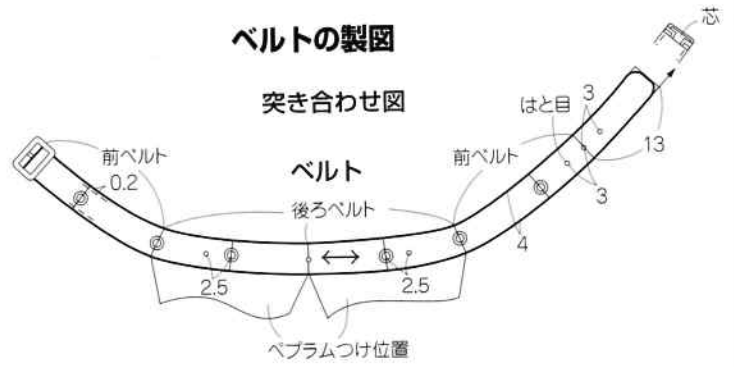 ベルトの製図
突き合わせ図
ベルト
芯
はと目
3
13
3
前ベルト
前ベルト
0.2
後ろベルト
4
2.5
2.5
ペプラムつけ位置